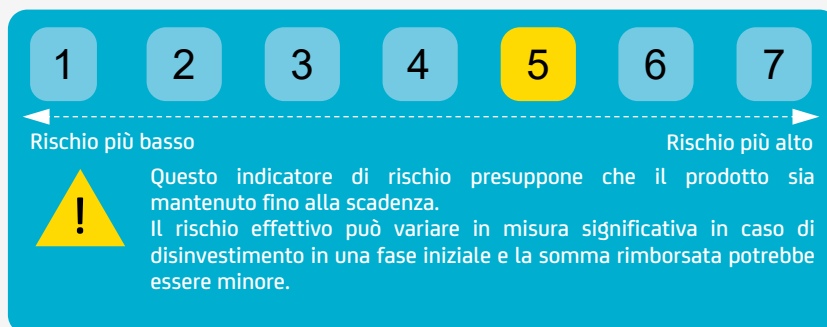 1 2 3 4 5 6 7
Rischio più basso Rischio più alto
!
Questo indicatore di rischio presuppone che il prodotto sia
mantenuto fino alla scadenza.
Il rischio effettivo può variare in misura significativa in caso di
disinvestimento in una fase iniziale e la somma rimborsata potrebbe
essere minore.